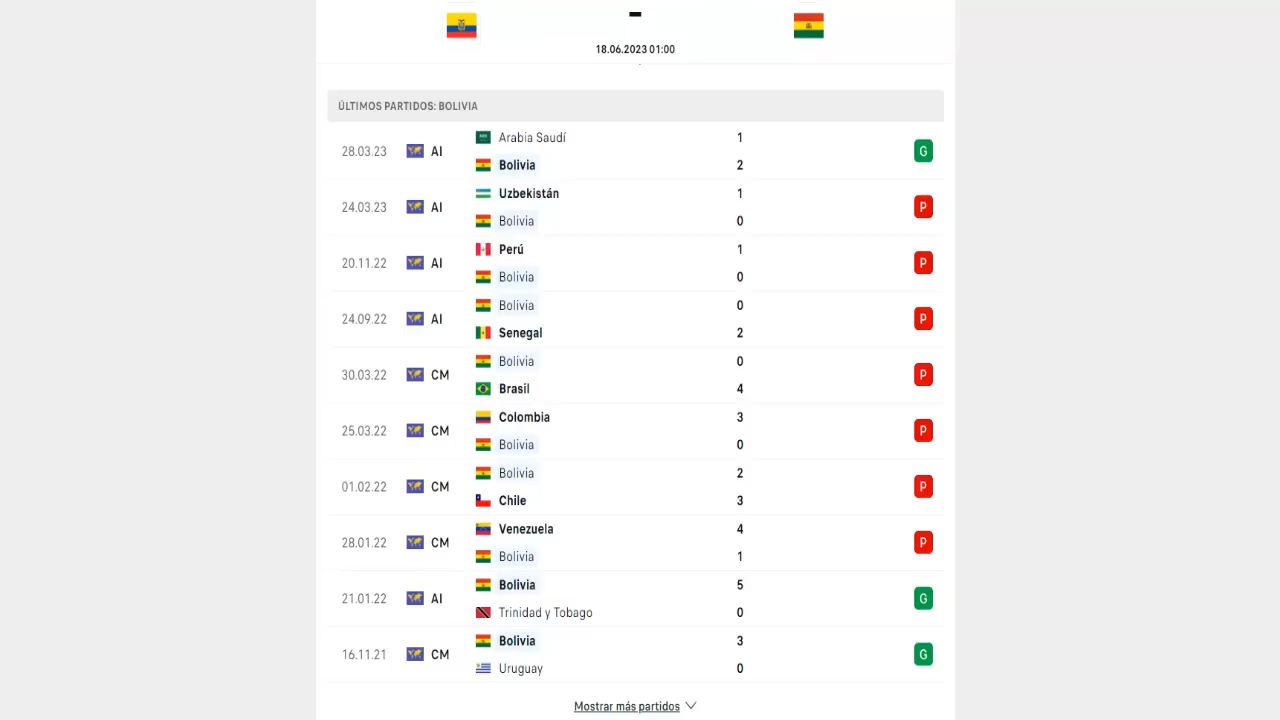 -
18.06.2023 01:00
ÚLTIMOS PARTIDOS: BOLIVIA
28.03.23 AI Arabia Saudí 1 G
Bolivia 2
24.03.23 AI Uzbekistán 1 P
Bolivia 0
20.11.22 AI Perú 1 P
Bolivia 0
24.09.22 AI Bolivia 0 P
Senegal 2
30.03.22 CM Bolivia 0 P
Brasil 4
25.03.22 CM Colombia 3 P
Bolivia 0
01.02.22 CM Bolivia 2 P
Chile 3
28.01.22 CM Venezuela 4 P
Bolivia 1
21.01.22 AI Bolivia 5 G
Trinidad y Tobago 0
16.11.21 CM Bolivia 3 G
Uruguay 0
Mostrar más partidos